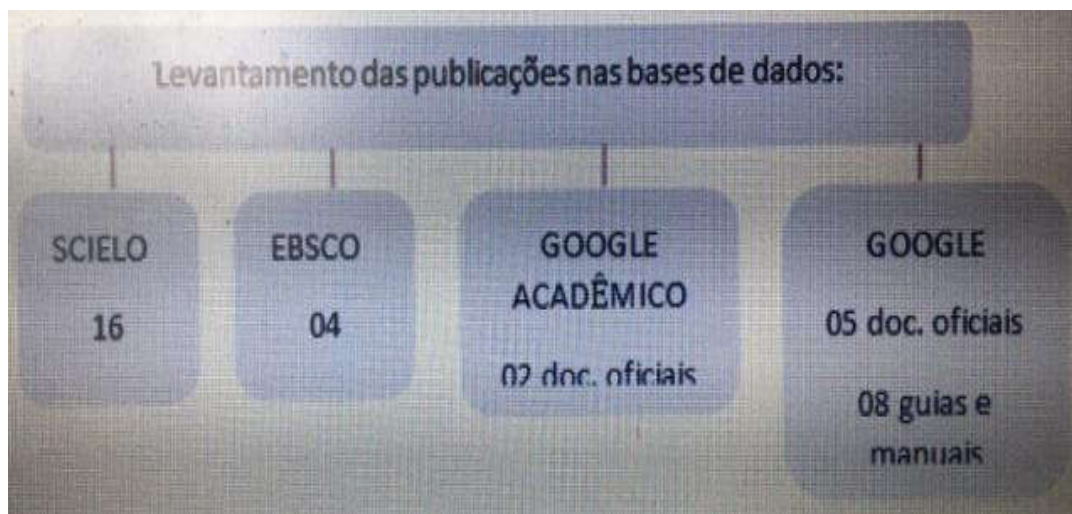 Levantamento das publicações nas bases de dados:
SCIELO
16
EBSCO
04
GOOGLE
ACADÊMICO
02 doc. oficiais
GOOGLE
05 doc. oficiais
08 guias e
manuais